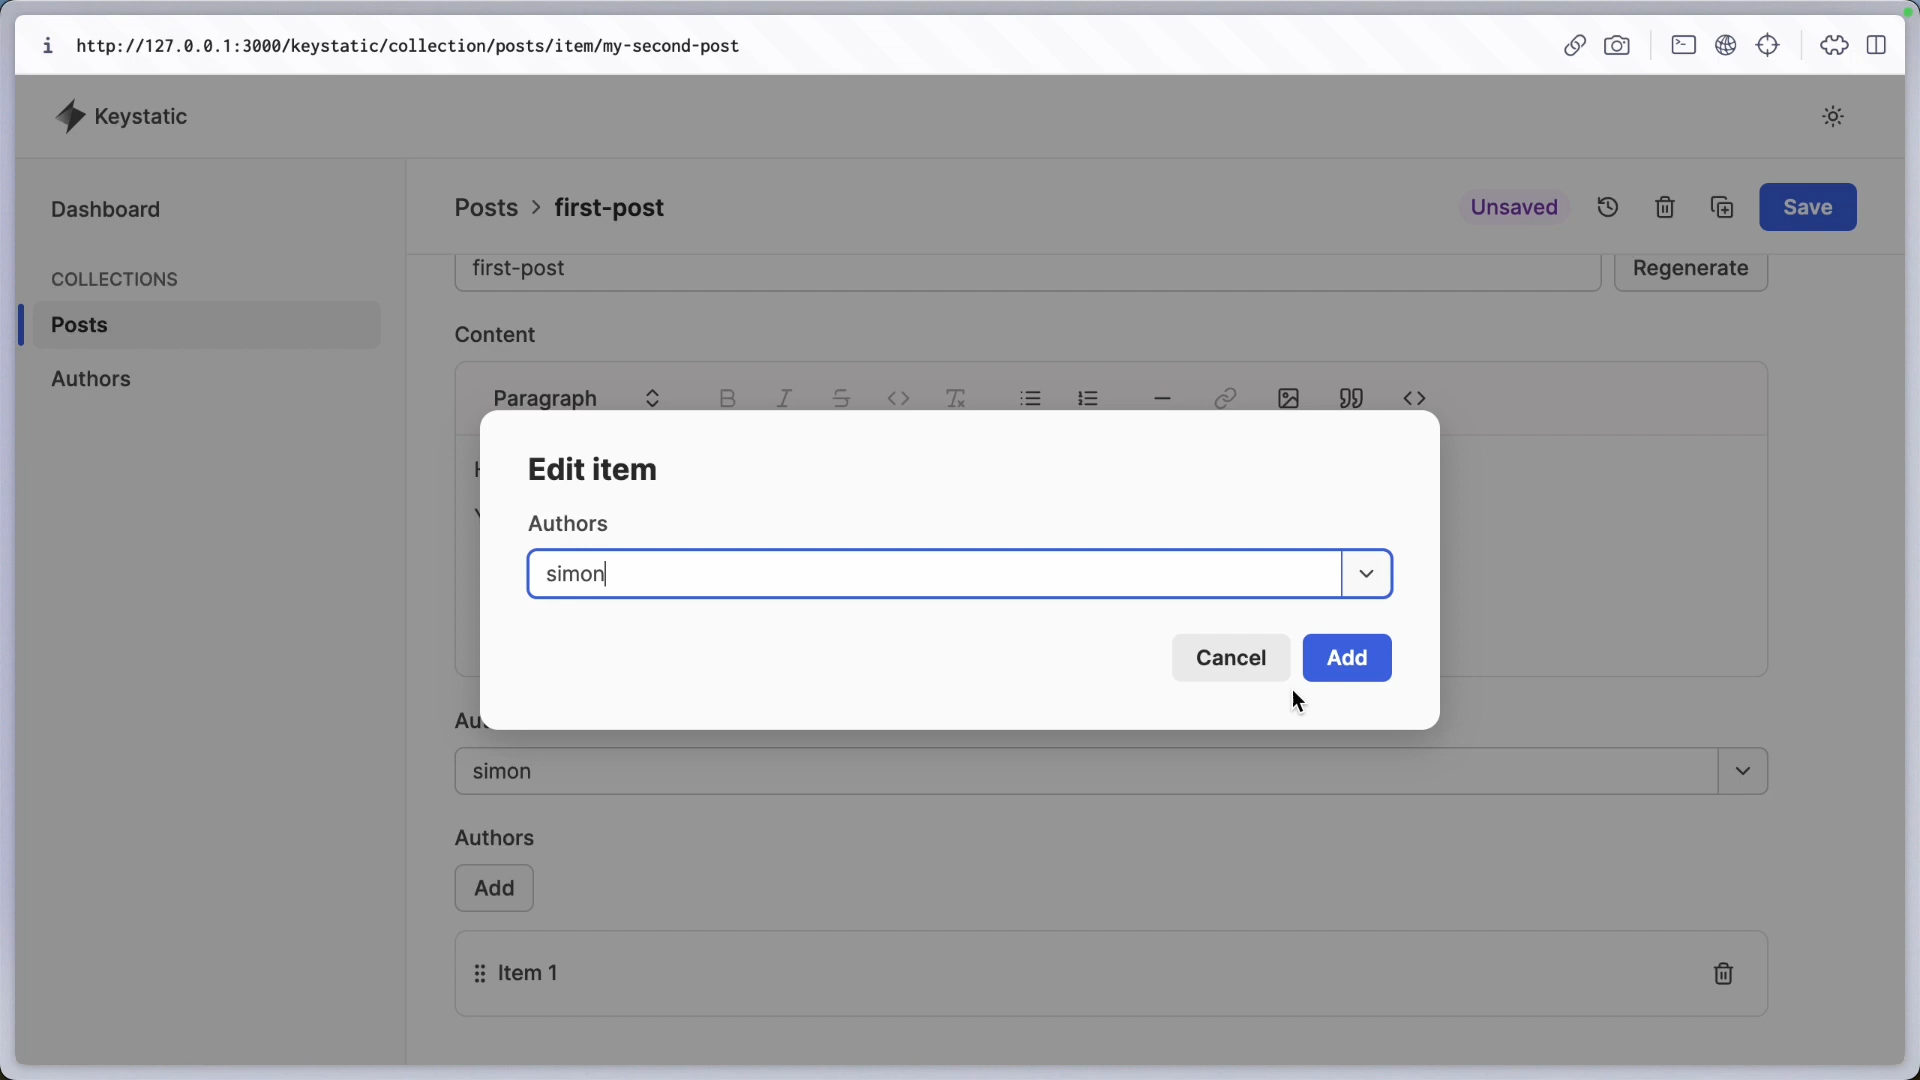 http://127.0.0.1:3000/keystatic/collection/posts/item/my-second-post
Keystatic
Dashboard
COLLECTIONS
Posts
Authors
Posts > first-post
Unsaved
Save
first-post
Regenerate
Content
Paragraph
Edit item
Authors
simon
Cancel
Add
simon
Authors
Add
Item 1